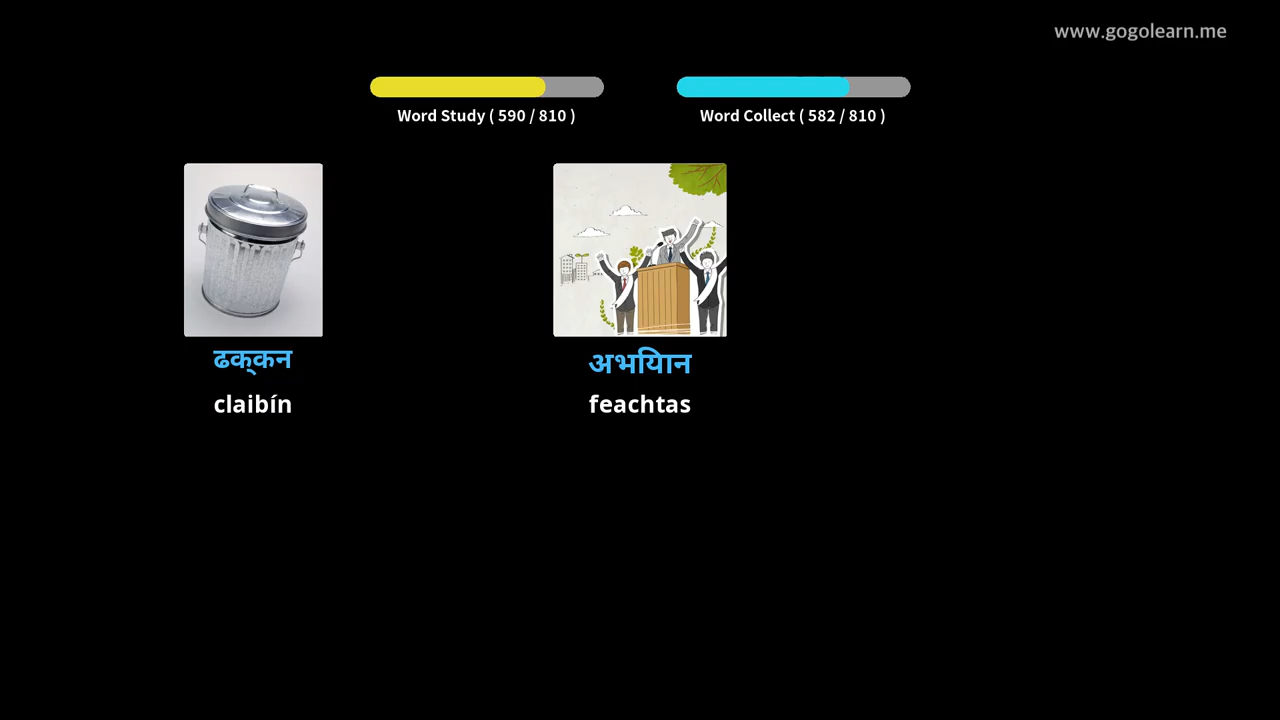 www.gogolearn.me
Word Study ( 590 / 810 )
Word Collect ( 582 / 810 )
ढक्कन
claibín
अभियान
feachtas